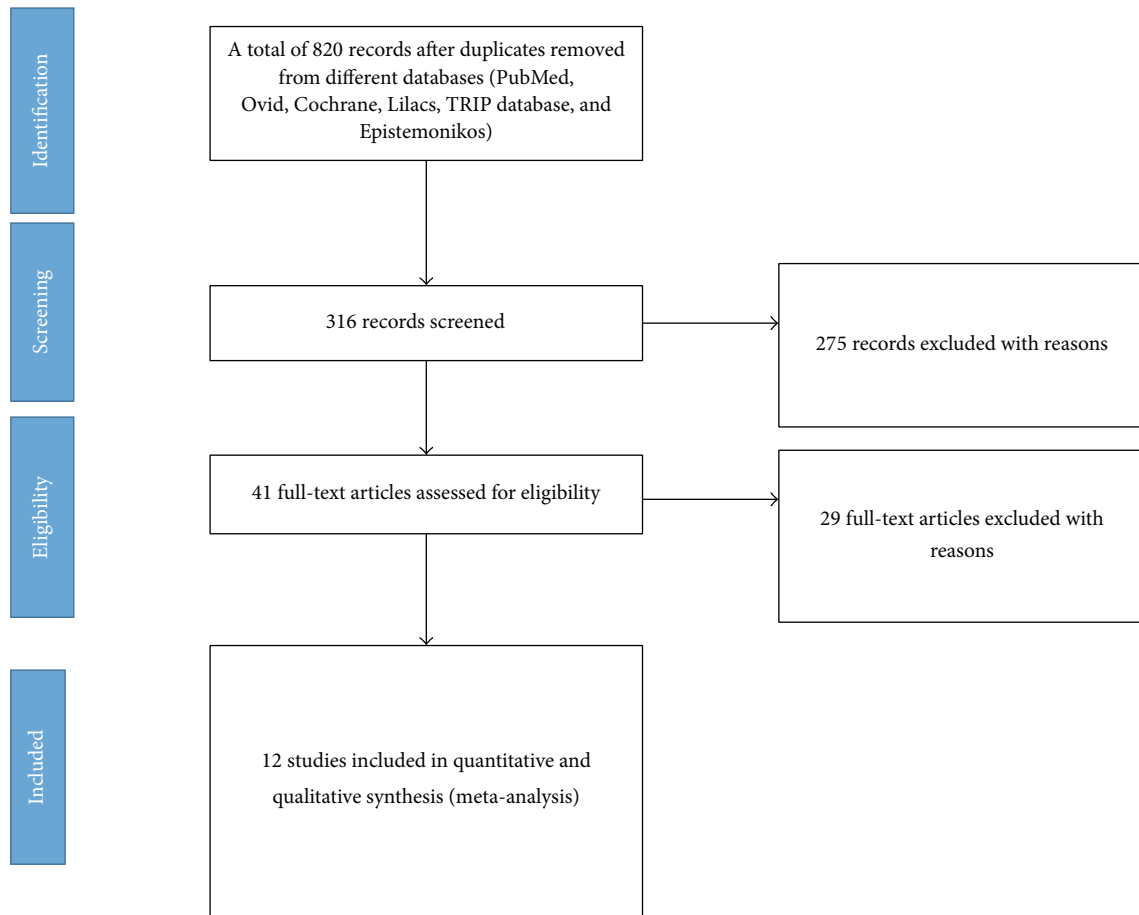 Identification
A total of 820 records after duplicates removed
from different databases (PubMed,
Ovid, Cochrane, Lilacs, TRIP database, and
Epistemonikos)
Screening
316 records screened
275 records excluded with reasons
Eligibility
41 full-text articles assessed for eligibility
29 full-text articles excluded with
reasons
Included
12 studies included in quantitative and
qualitative synthesis (meta-analysis)